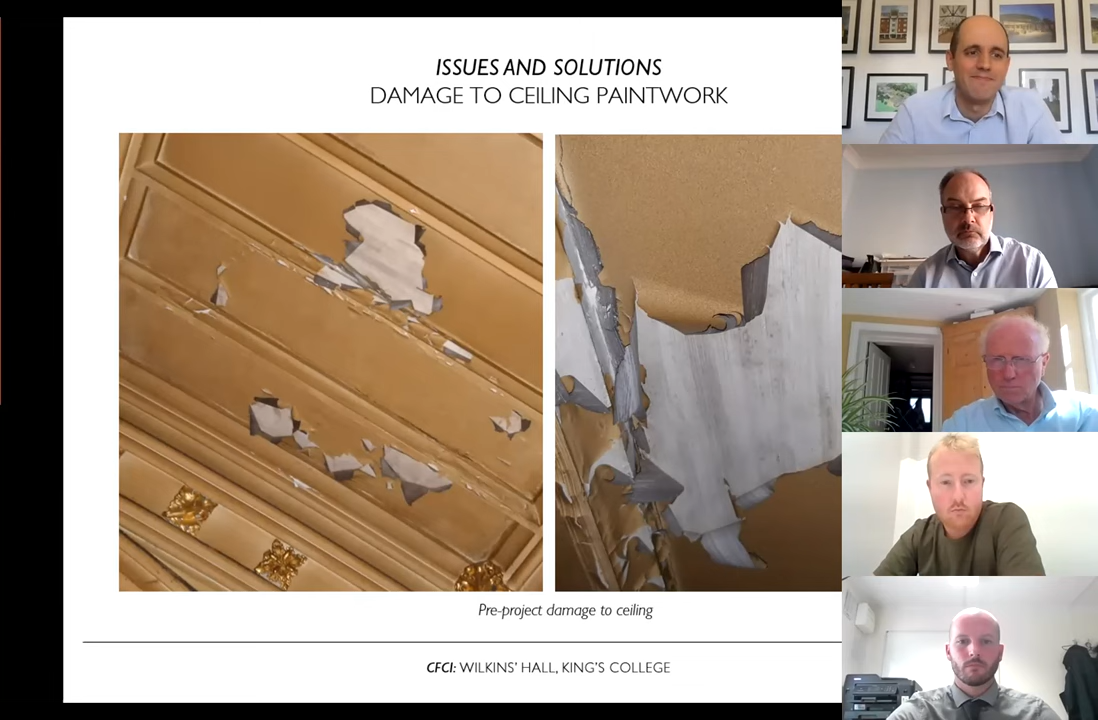 ISSUES AND SOLUTIONS
DAMAGE TO CEILING PAINTWORK
Pre-project damage to ceiling
CFCI: WILKINS' HALL, KING'S COLLEGE